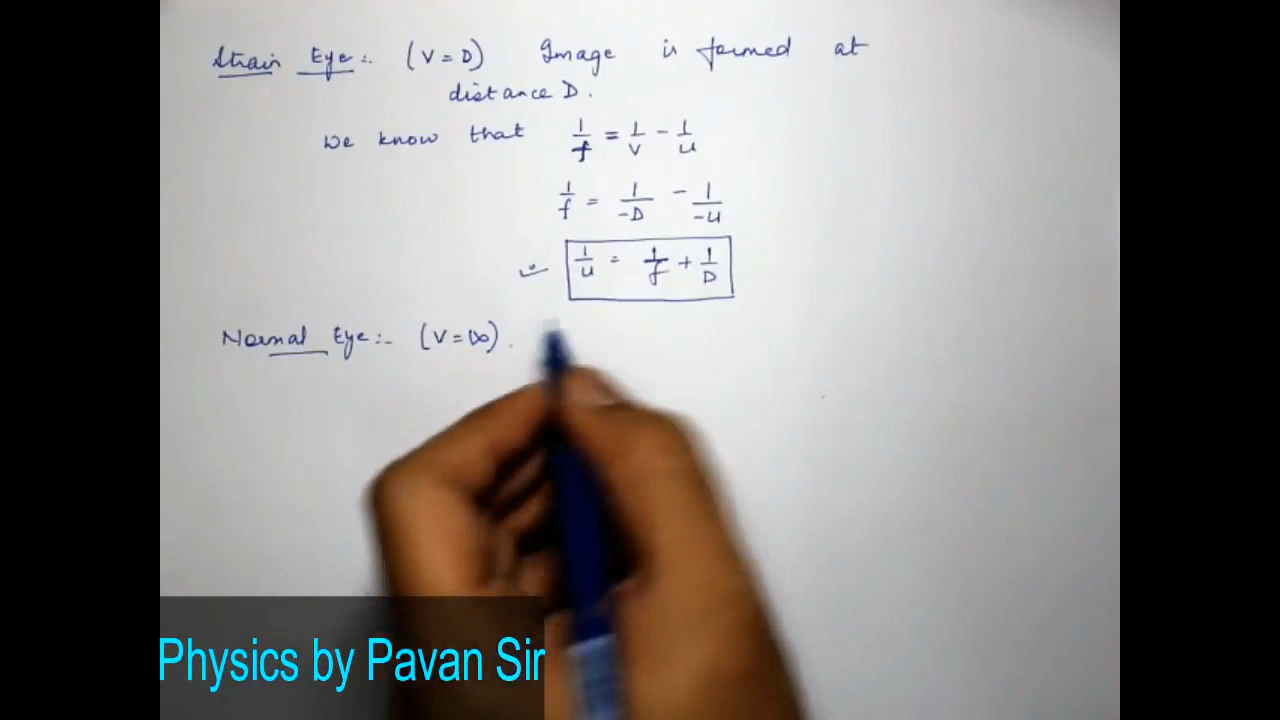 Strain Eye:. (V=D) Image is formed at
distance D.
We know that 1/f = 1/v - 1/u
1/f = 1/-D - 1/-u
1/u = 1/f + 1/D
Normal Eye:- (V=∞).
Physics by Pavan Sir